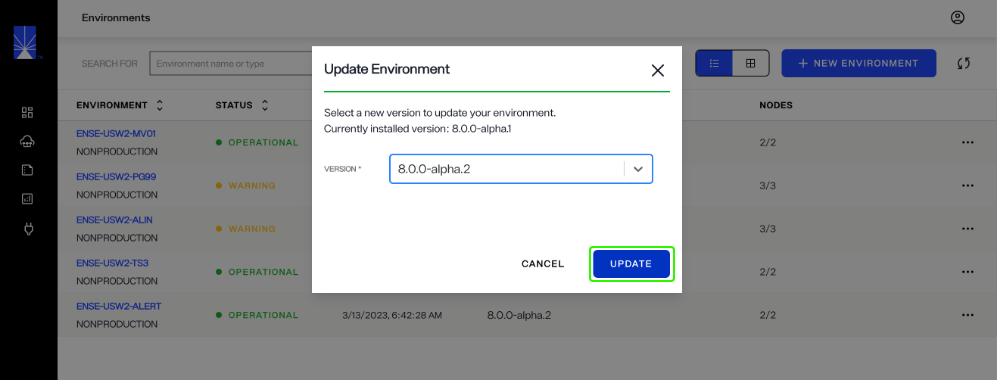 Environments
SEARCH FOR
Environment name or type
+ NEW ENVIRONMENT
ENVIRONMENT
STATUS
NODES
ENSE-USW2-MV01
NONPRODUCTION
OPERATIONAL
2/2
ENSE-USW2-PG99
NONPRODUCTION
WARNING
3/3
ENSE-USW2-ALIN
NONPRODUCTION
WARNING
3/3
ENSE-USW2-TS3
NONPRODUCTION
OPERATIONAL
2/2
ENSE-USW2-ALERT
NONPRODUCTION
OPERATIONAL
3/13/2023, 6:42:28 AM
8.0.0-alpha.2
2/2
Update Environment
Select a new version to update your environment.
Currently installed version: 8.0.0-alpha.1
VERSION *
8.0.0-alpha.2
CANCEL
UPDATE